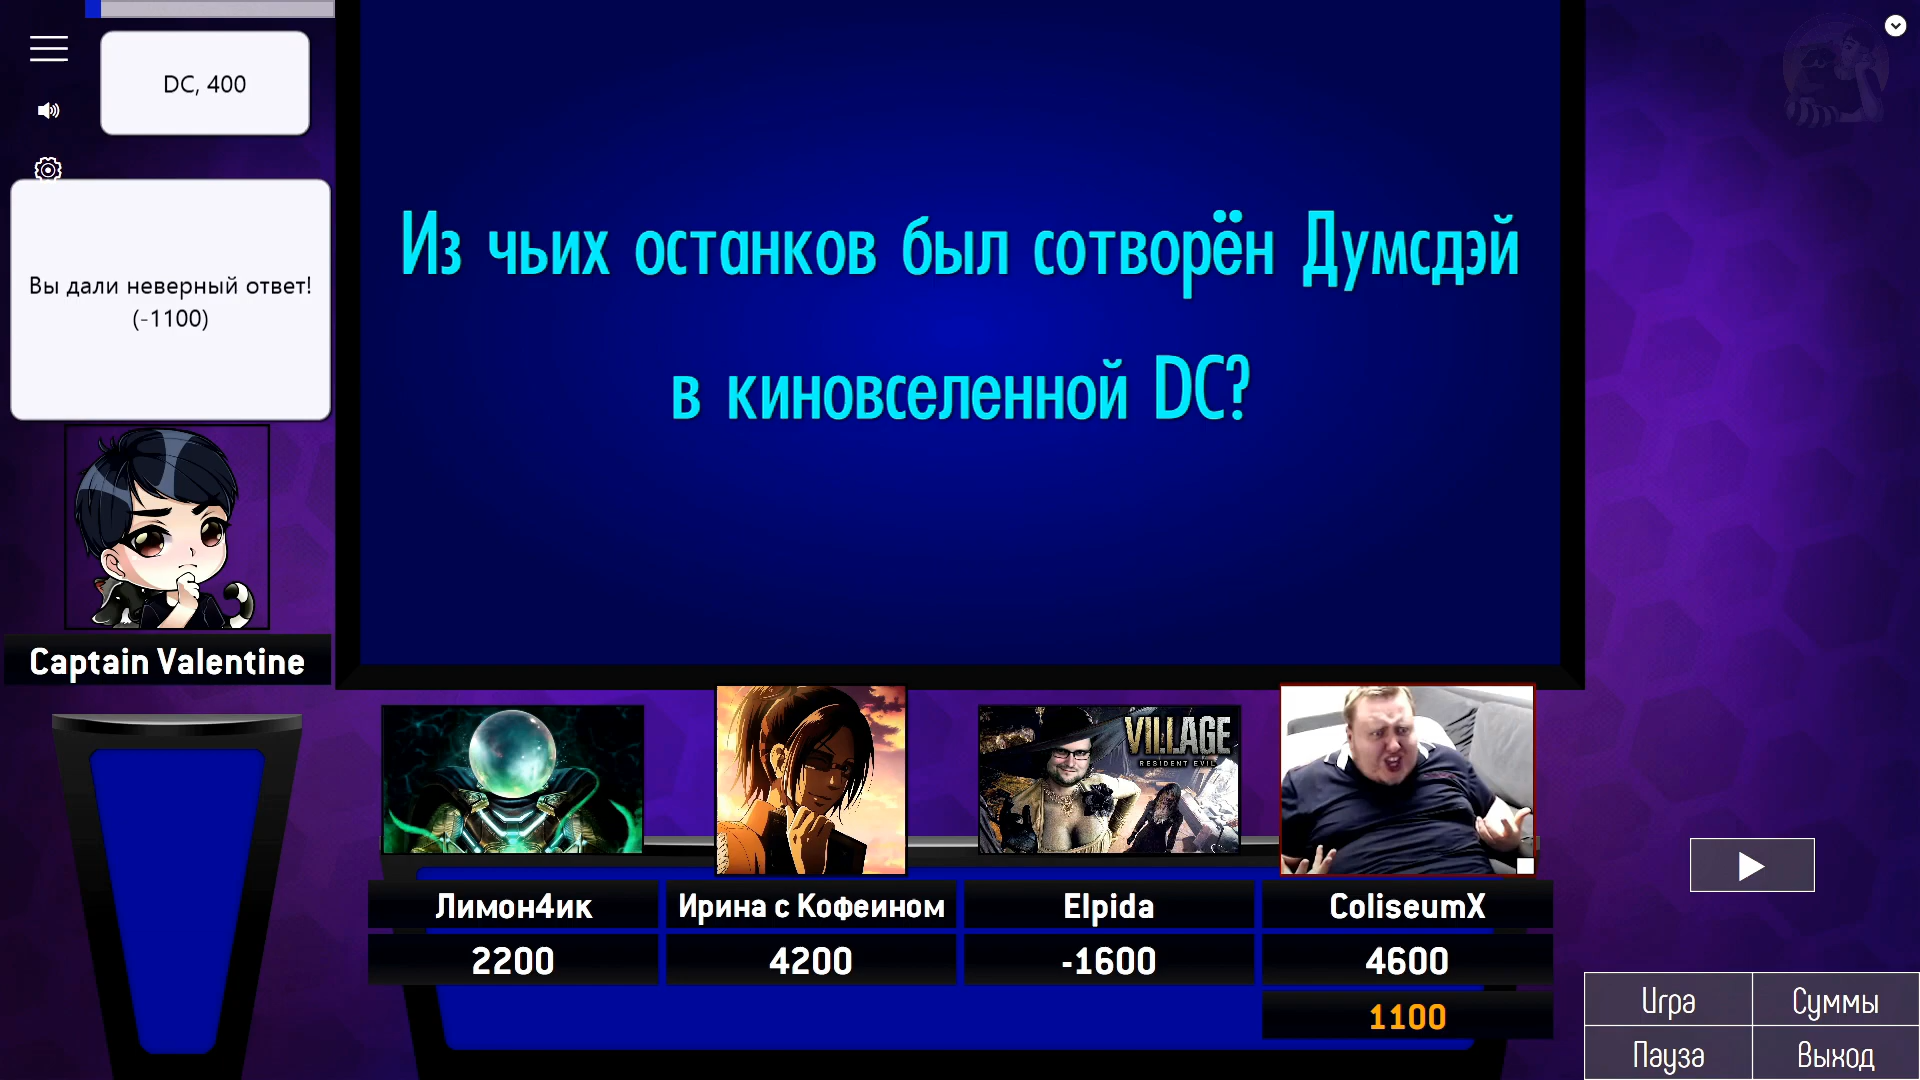 DC, 400
Вы дали неверный ответ!
(-1100)
Captain Valentine
Из чьих останков был сотворён Думсдэй
в киновселенной DC?
VILLAGE
RESIDENT EVIL
Лимон4ик
2200
Ирина с Кофеином
4200
Elpida
-1600
ColiseumX
4600
1100
Игра
Суммы
Пауза
Выход